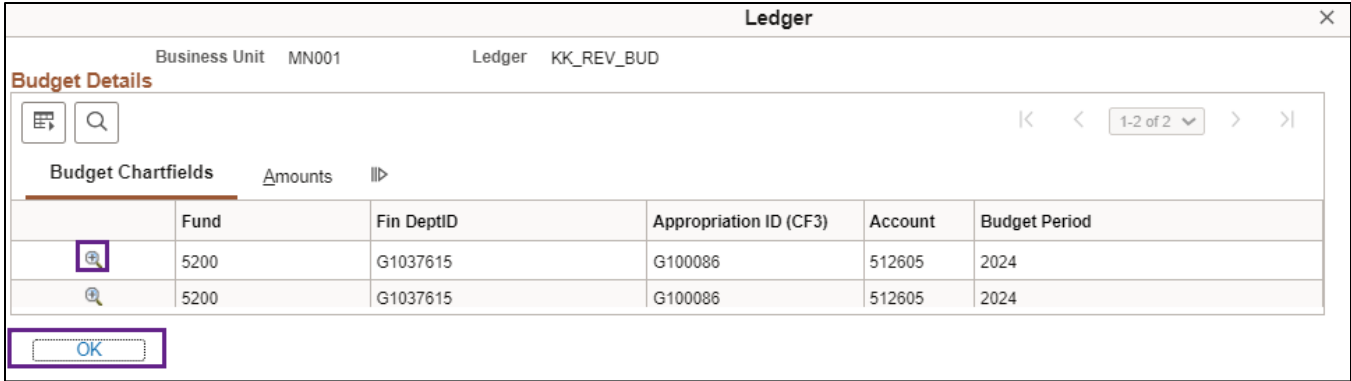 Ledger
Business Unit MN001 Ledger KK_REV_BUD
Budget Details
1-2 of 2
Budget Chartfields Amounts
Fund Fin DeptID Appropriation ID (CF3) Account Budget Period
5200 G1037615 G100086 512605 2024
5200 G1037615 G100086 512605 2024
OK